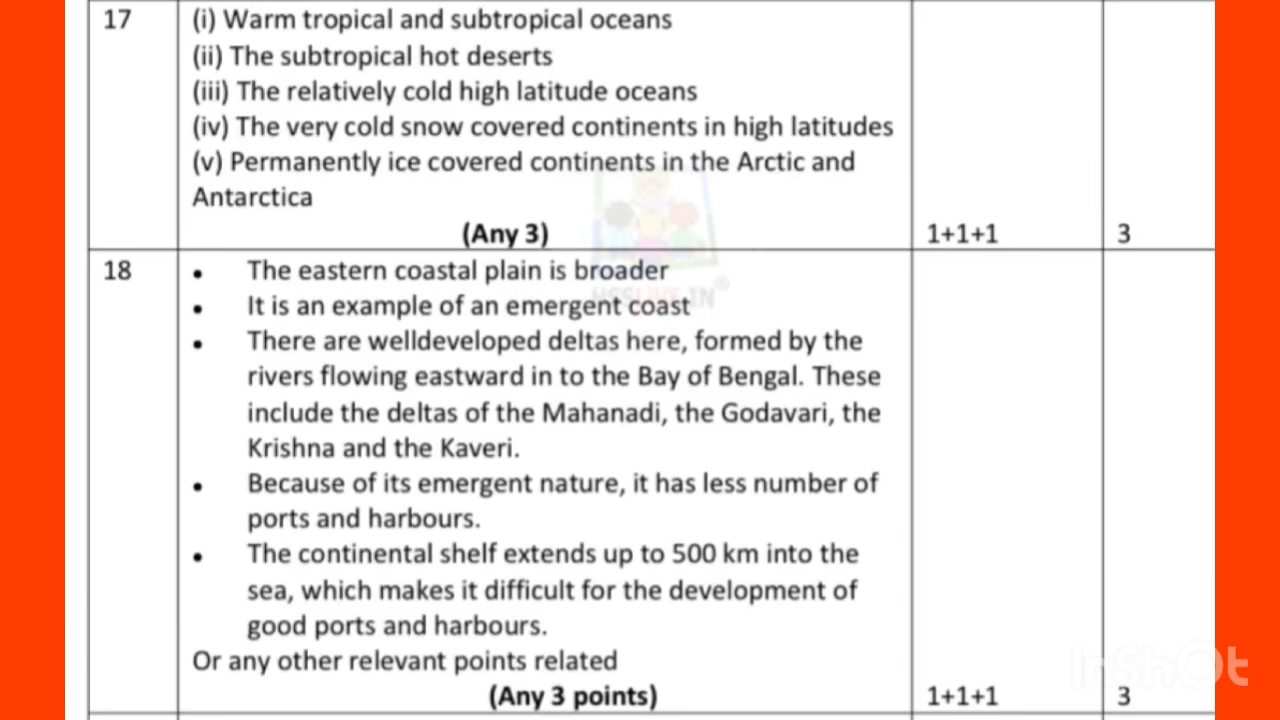 17
(i) Warm tropical and subtropical oceans
(ii) The subtropical hot deserts
(iii) The relatively cold high latitude oceans
(iv) The very cold snow covered continents in high latitudes
(v) Permanently ice covered continents in the Arctic and
Antarctica
(Any 3) 1+1+1 3
18
• The eastern coastal plain is broader
• It is an example of an emergent coast
• There are welldeveloped deltas here, formed by the
rivers flowing eastward in to the Bay of Bengal. These
include the deltas of the Mahanadi, the Godavari, the
Krishna and the Kaveri.
• Because of its emergent nature, it has less number of
ports and harbours.
• The continental shelf extends up to 500 km into the
sea, which makes it difficult for the development of
good ports and harbours.
Or any other relevant points related
(Any 3 points) 1+1+1 3
HSSLIVE.IN®
InShOt